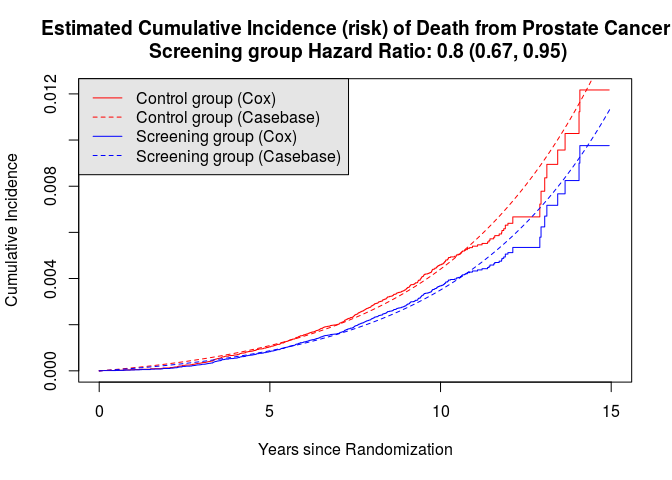 Estimated Cumulative Incidence (risk) of Death from Prostate Cancer
Screening group Hazard Ratio: 0.8 (0.67, 0.95)
Control group (Cox)
Control group (Casebase)
Screening group (Cox)
Screening group (Casebase)
Cumulative Incidence
0.012
0.008
0.004
0.000
0
5
10
15
Years since Randomization